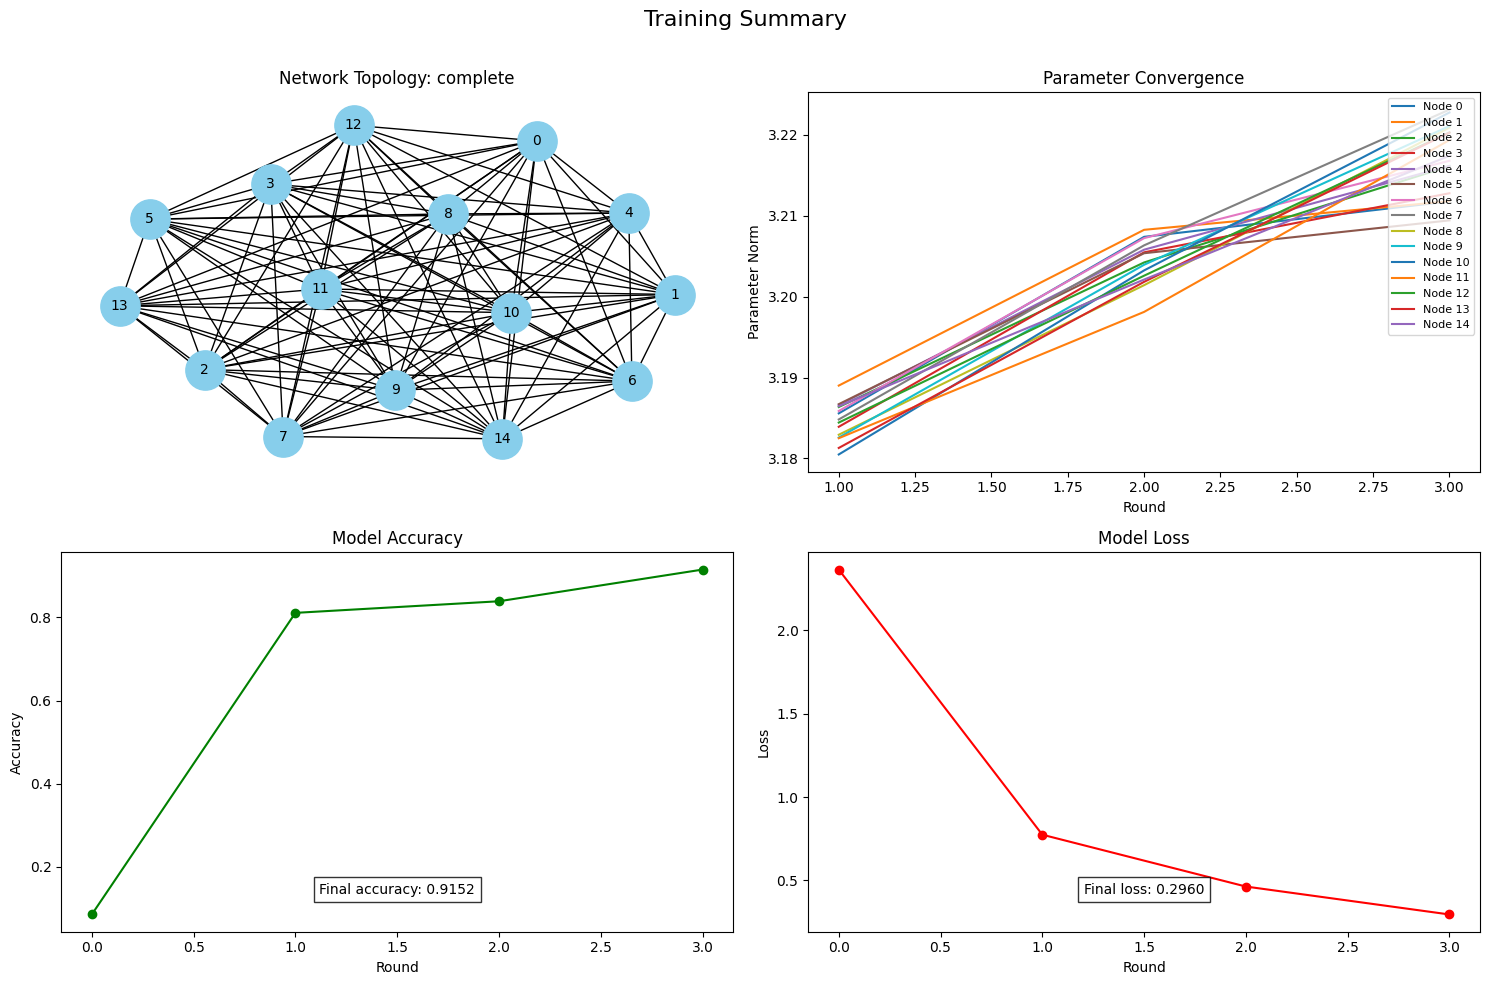 Training Summary
Network Topology: complete
12
0
3
8
4
5
11
1
13
10
2
9
6
7
14
Parameter Convergence
Parameter Norm
3.22
3.21
3.20
3.19
3.18
1.00 1.25 1.50 1.75 2.00 2.25 2.50 2.75 3.00
Round
Node 0
Node 1
Node 2
Node 3
Node 4
Node 5
Node 6
Node 7
Node 8
Node 9
Node 10
Node 11
Node 12
Node 13
Node 14
Model Accuracy
Accuracy
0.8
0.6
0.4
0.2
Final accuracy: 0.9152
0.0 0.5 1.0 1.5 2.0 2.5 3.0
Round
Model Loss
Loss
2.0
1.5
1.0
0.5
Final loss: 0.2960
0.0 0.5 1.0 1.5 2.0 2.5 3.0
Round